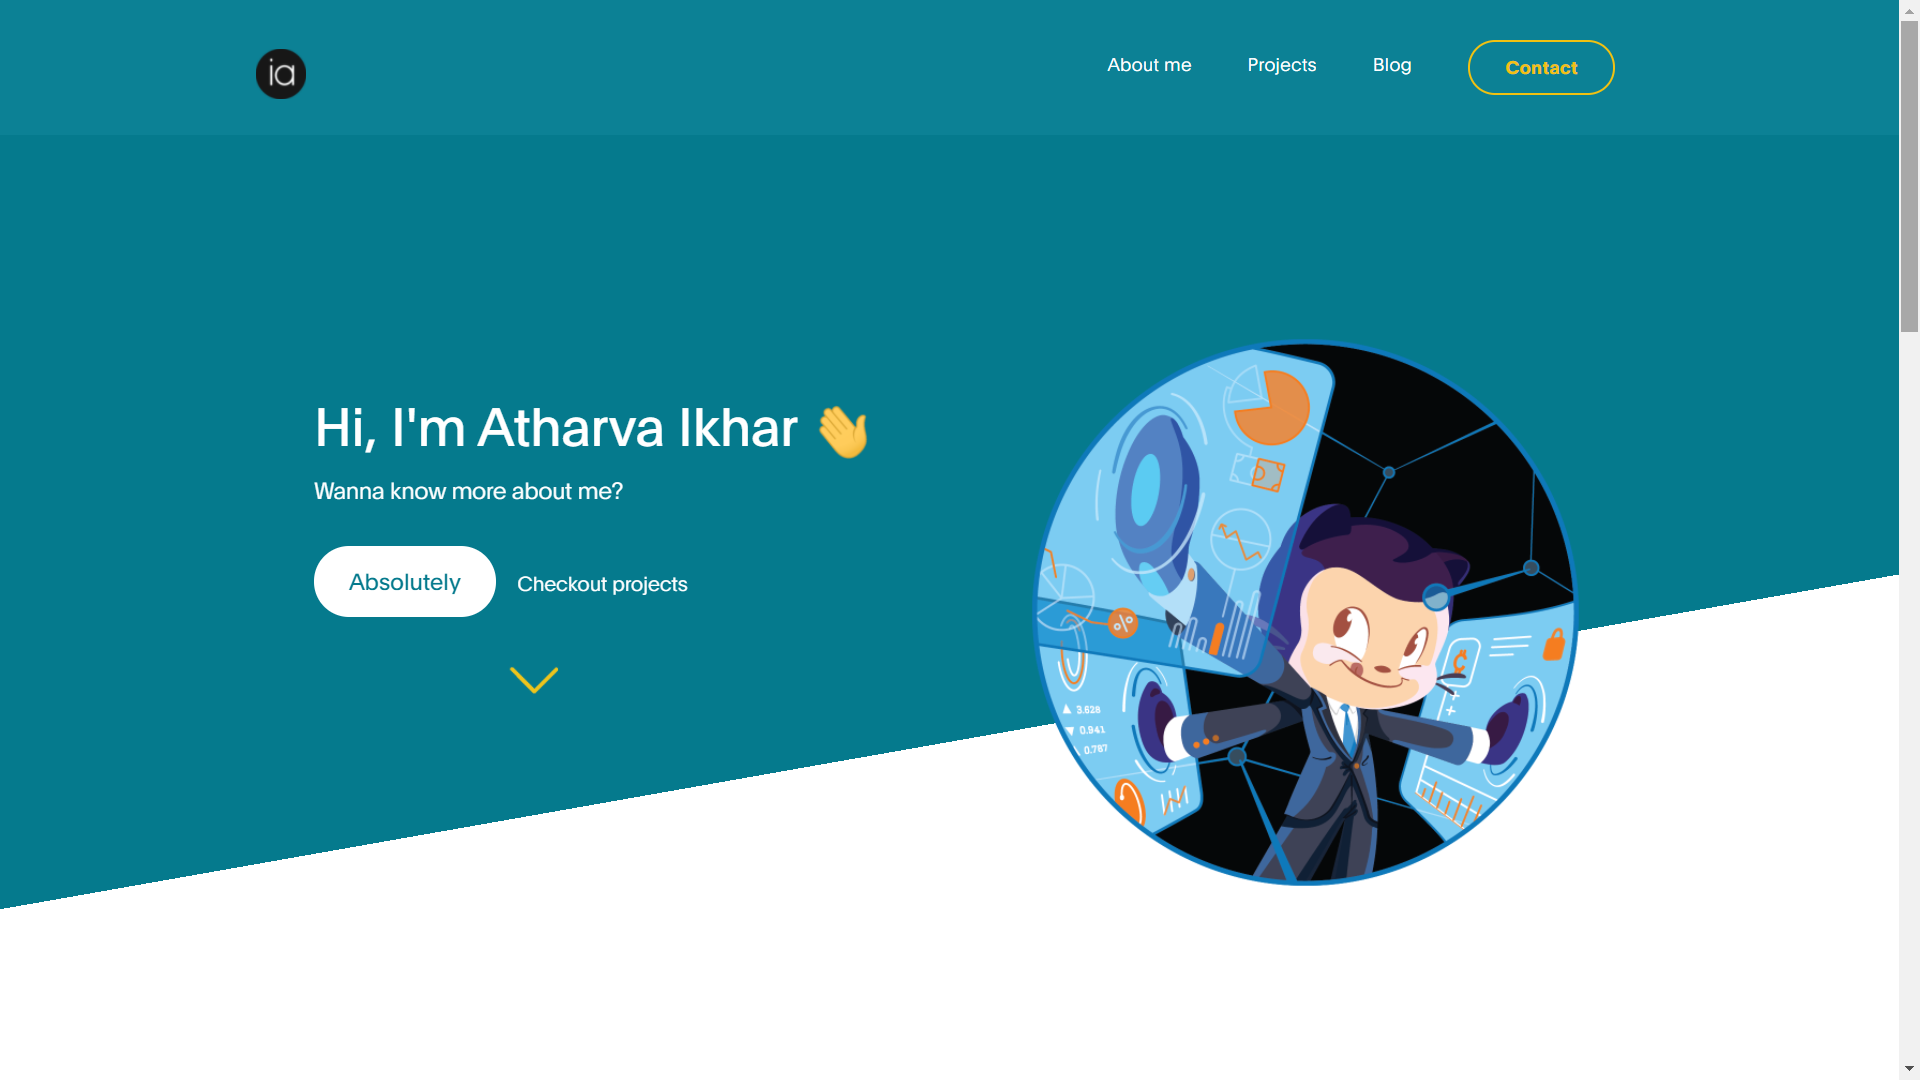 ia
About me
Projects
Blog
Contact
Hi, I'm Atharva Ikhar 👋
Wanna know more about me?
Absolutely
Checkout projects
%
₵
▲ 3.828
▼ 0.941
▲ 0.787